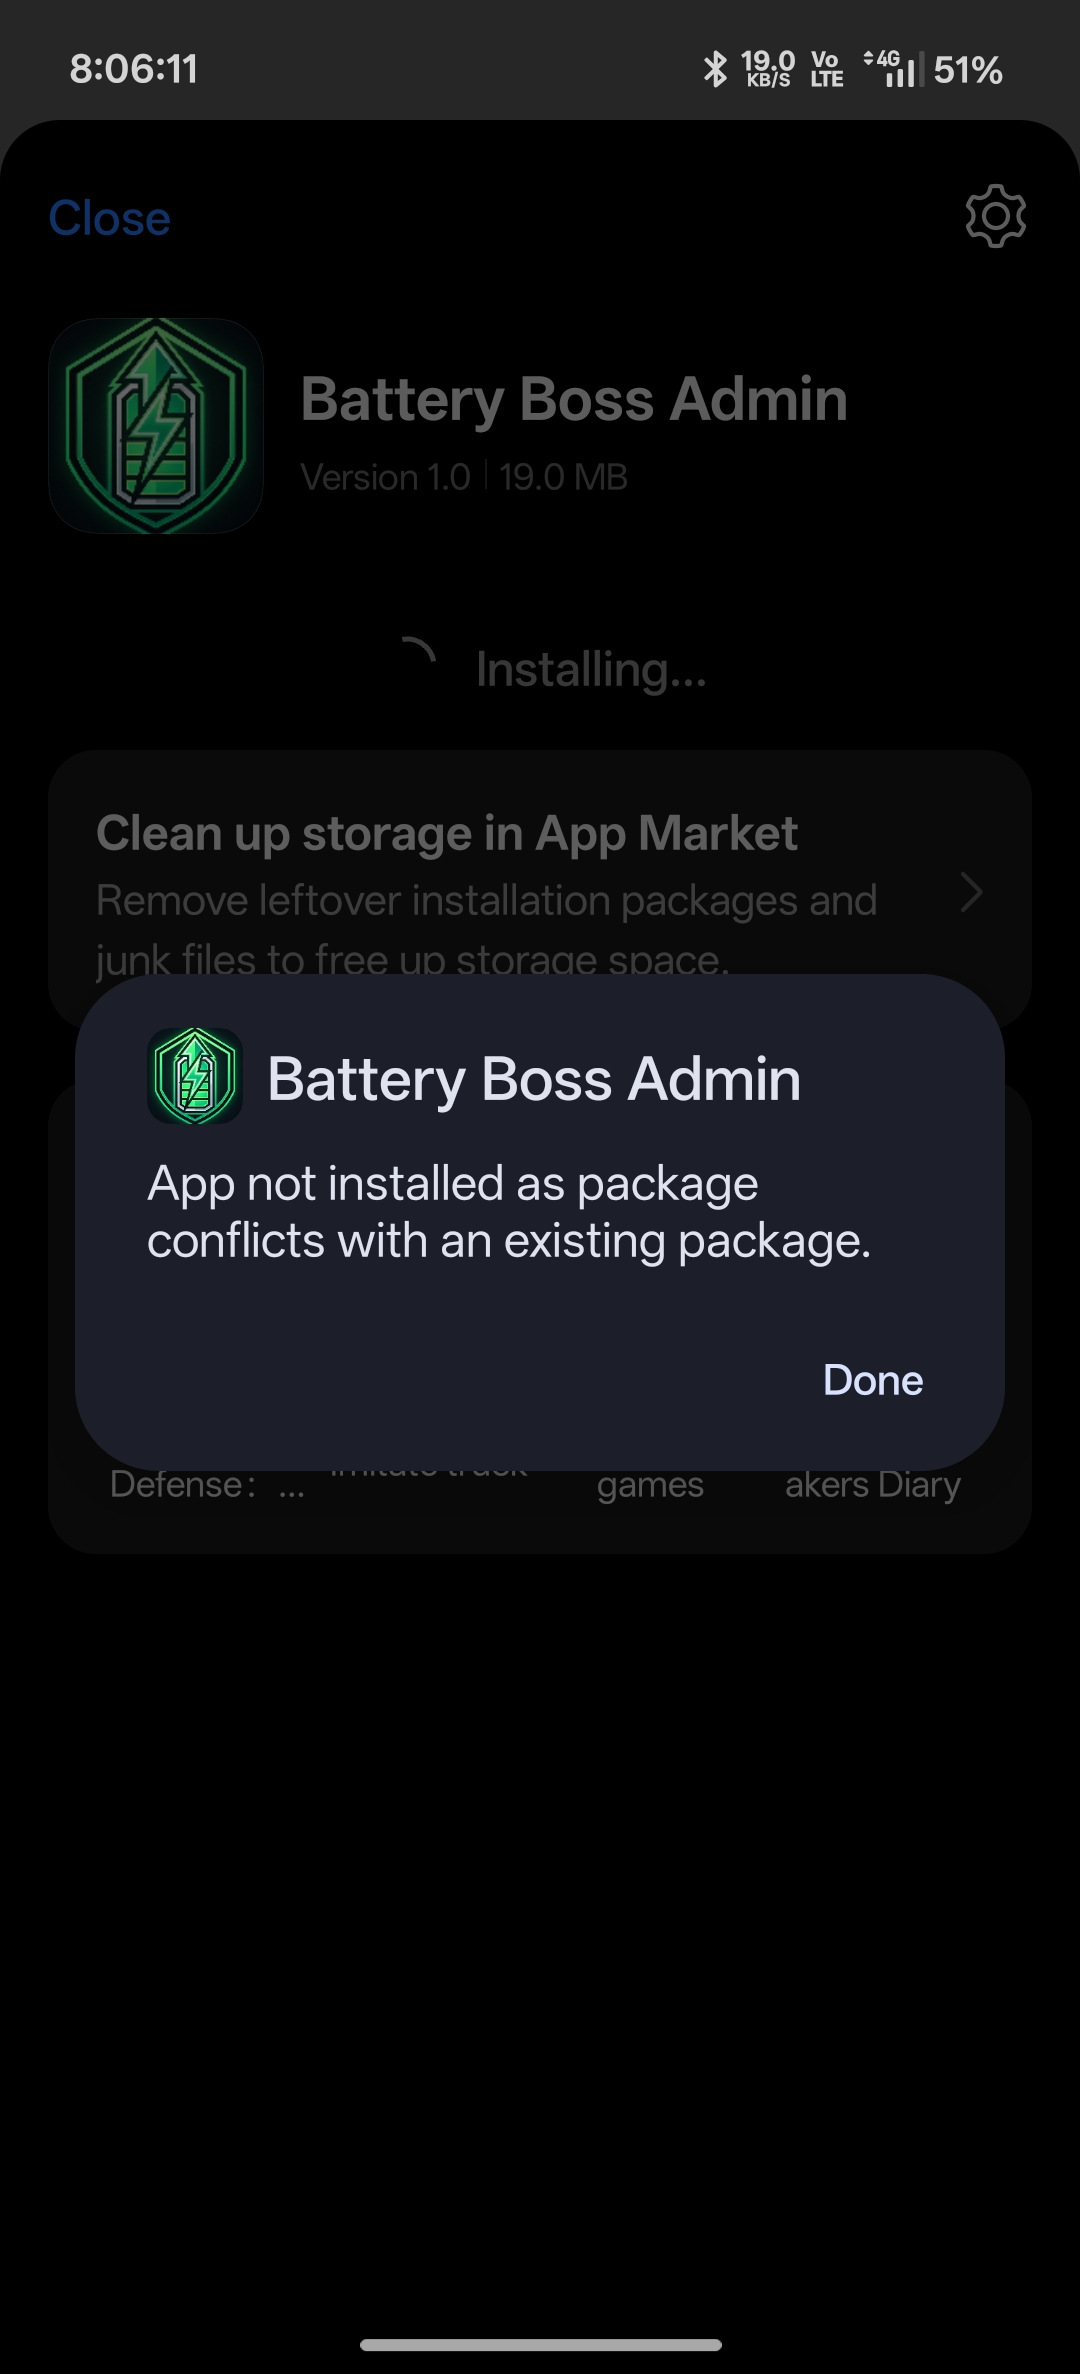 8:06:11
19.0 KB/S Vo LTE 4G 51%
Close
Battery Boss Admin
Version 1.0 | 19.0 MB
Installing...
Clean up storage in App Market
Remove leftover installation packages and
junk files to free up storage space.
Battery Boss Admin
App not installed as package
conflicts with an existing package.
Done
imitate truck
Defense: ... games akers Diary